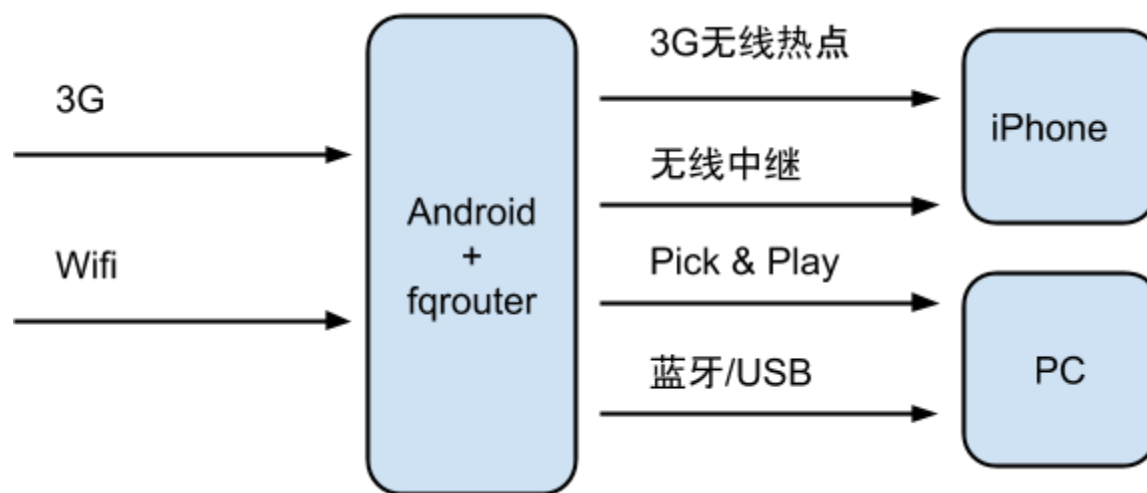 3G
Wifi
Android
+
fqrouter
3G无线热点
无线中继
Pick & Play
蓝牙/USB
iPhone
PC